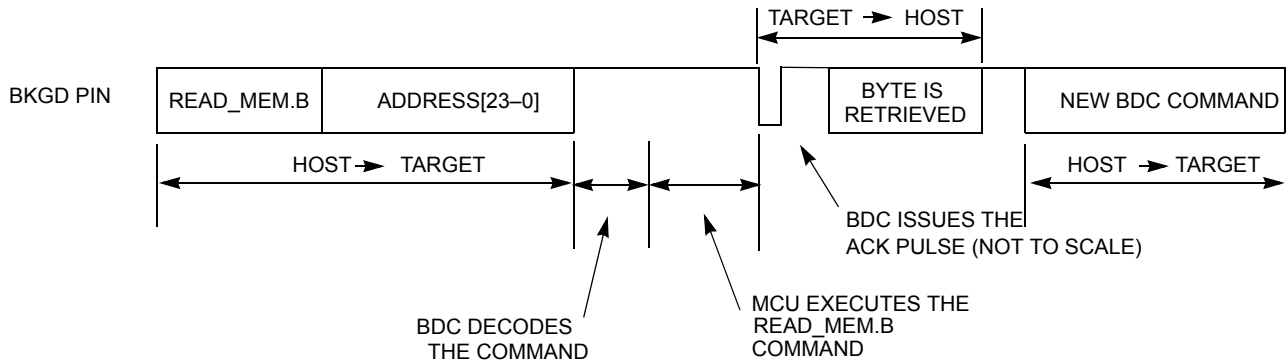 TARGET → HOST
BKGD PIN
READ_MEM.B
ADDRESS[23–0]
BYTE IS
RETRIEVED
NEW BDC COMMAND
HOST → TARGET
HOST → TARGET
BDC ISSUES THE
ACK PULSE (NOT TO SCALE)
BDC DECODES
THE COMMAND
MCU EXECUTES THE
READ_MEM.B
COMMAND